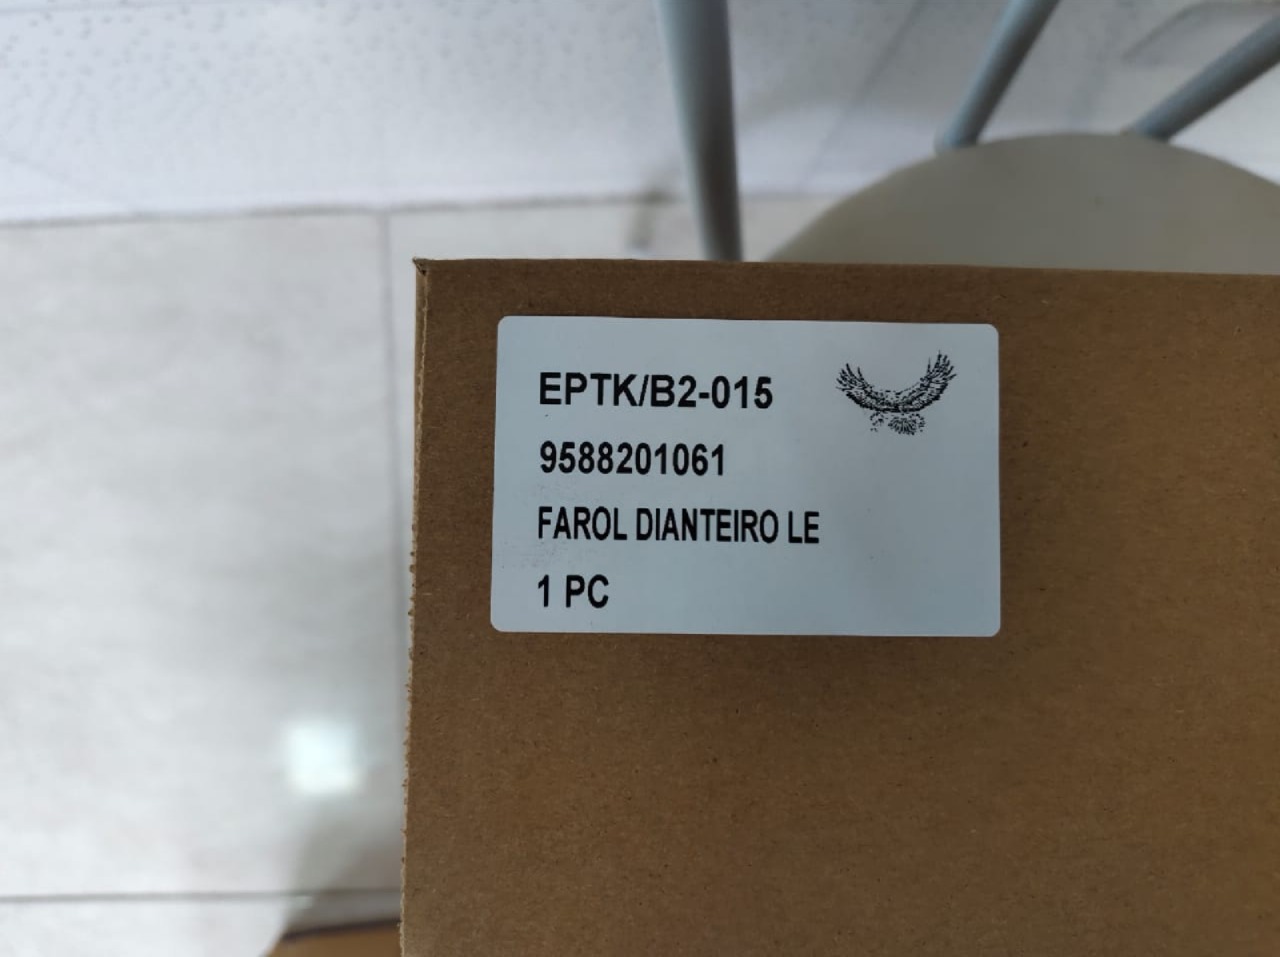 EPTK/B2-015
9588201061
FAROL DIANTEIRO LE
1 PC